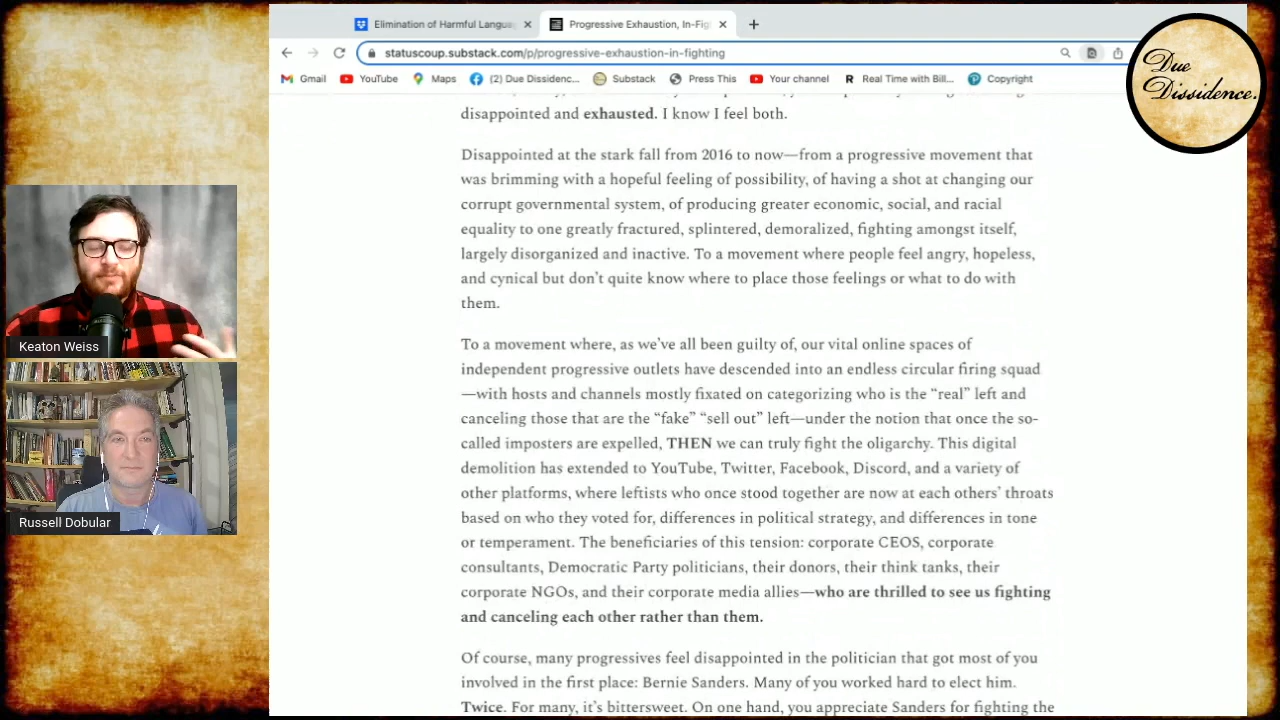 Elimination of Harmful Langua
Progressive Exhaustion, In-Fig
statuscoup.substack.com/p/progressive-exhaustion-in-fighting
Gmail YouTube Maps (2) Due Dissidenc... Substack Press This Your channel Real Time with Bill... Copyright
Due
Dissidence.
disappointed and exhausted. I know I feel both.
Disappointed at the stark fall from 2016 to now—from a progressive movement that
was brimming with a hopeful feeling of possibility, of having a shot at changing our
corrupt governmental system, of producing greater economic, social, and racial
equality to one greatly fractured, splintered, demoralized, fighting amongst itself,
largely disorganized and inactive. To a movement where people feel angry, hopeless,
and cynical but don’t quite know where to place those feelings or what to do with
them.
To a movement where, as we’ve all been guilty of, our vital online spaces of
independent progressive outlets have descended into an endless circular firing squad
—with hosts and channels mostly fixated on categorizing who is the “real” left and
canceling those that are the “fake” “sell out” left—under the notion that once the so-
called imposters are expelled, THEN we can truly fight the oligarchy. This digital
demolition has extended to YouTube, Twitter, Facebook, Discord, and a variety of
other platforms, where leftists who once stood together are now at each others’ throats
based on who they voted for, differences in political strategy, and differences in tone
or temperament. The beneficiaries of this tension: corporate CEOS, corporate
consultants, Democratic Party politicians, their donors, their think tanks, their
corporate NGOs, and their corporate media allies—who are thrilled to see us fighting
and canceling each other rather than them.
Of course, many progressives feel disappointed in the politician that got most of you
involved in the first place: Bernie Sanders. Many of you worked hard to elect him.
Twice. For many, it’s bittersweet. On one hand, you appreciate Sanders for fighting the
Keaton Weiss
Russell Dobular